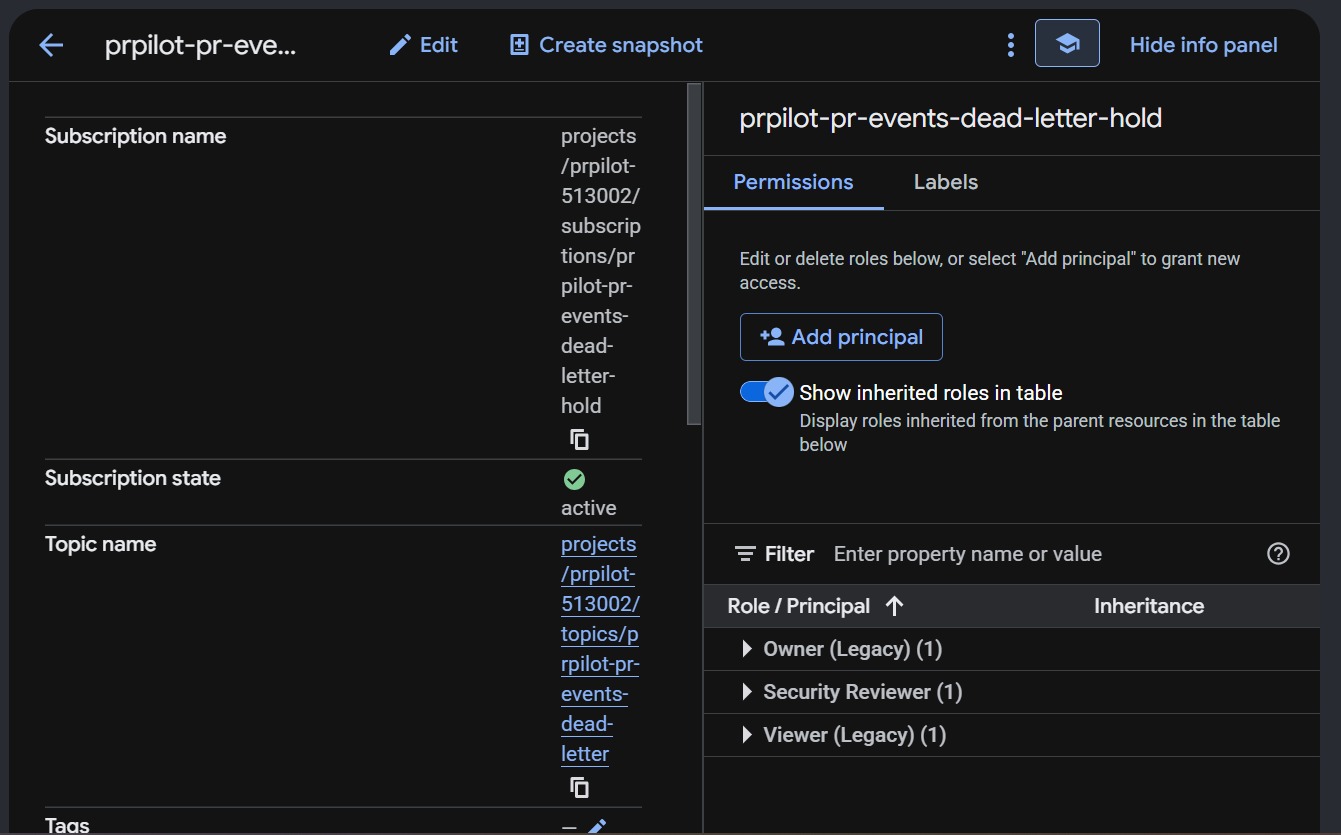 prpilot-pr-eve...
Edit
Create snapshot
Hide info panel
Subscription name
projects
/prpilot-
513002/
subscrip
tions/pr
pilot-pr-
events-
dead-
letter-
hold
Subscription state
active
Topic name
projects
/prpilot-
513002/
topics/p
rpilot-pr-
events-
dead-
letter
Tags
—
prpilot-pr-events-dead-letter-hold
Permissions
Labels
Edit or delete roles below, or select "Add principal" to grant new
access.
Add principal
Show inherited roles in table
Display roles inherited from the parent resources in the table
below
Filter
Enter property name or value
Role / Principal
Inheritance
Owner (Legacy) (1)
Security Reviewer (1)
Viewer (Legacy) (1)